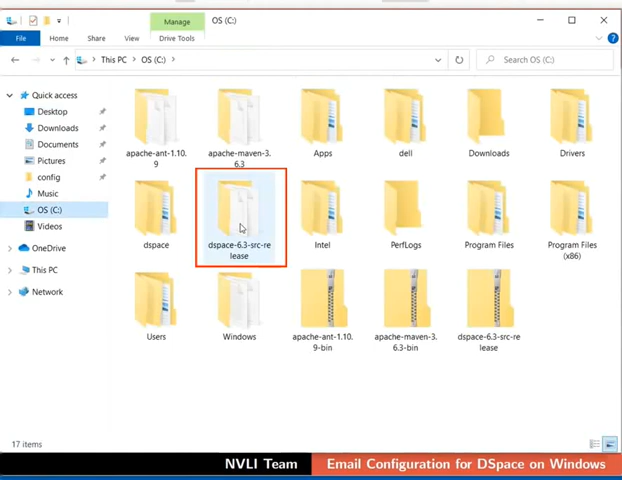 Manage
OS (C:)
File
Home
Share
View
Drive Tools
This PC
OS (C:)
Search OS (C:)
Quick access
Desktop
Downloads
Documents
Pictures
config
Music
OS (C:)
Videos
OneDrive
This PC
Network
apache-ant-1.10.
9
apache-maven-3.
6.3
Apps
dell
Downloads
Drivers
dspace
dspace-6.3-src-re
lease
Intel
PerfLogs
Program Files
Program Files
(x86)
Users
Windows
apache-ant-1.10.
9-bin
apache-maven-3.
6.3-bin
dspace-6.3-src-re
lease
17 items
NVLI Team
Email Configuration for DSpace on Windows